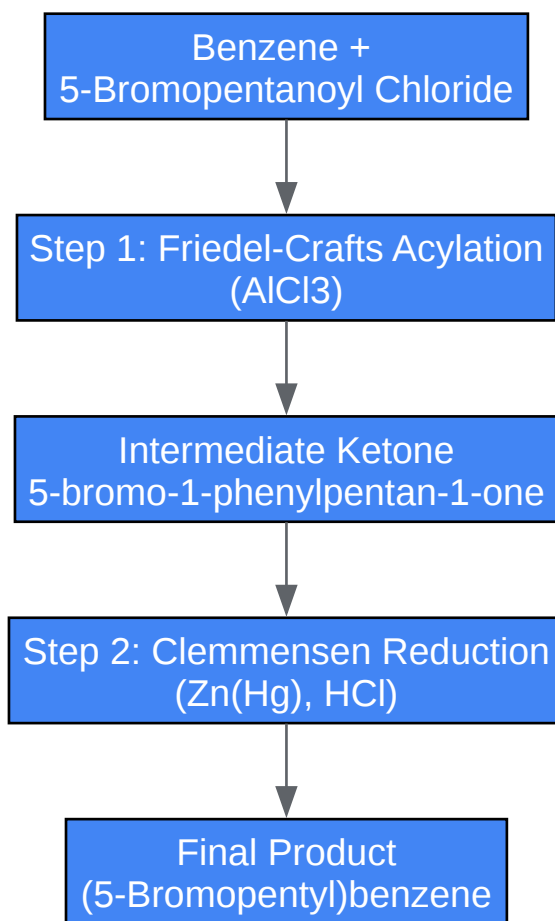 Benzene +
5-Bromopentanoyl Chloride
Step 1: Friedel-Crafts Acylation
(AlCl3)
Intermediate Ketone
5-bromo-1-phenylpentan-1-one
Step 2: Clemmensen Reduction
(Zn(Hg), HCl)
Final Product
(5-Bromopentyl)benzene